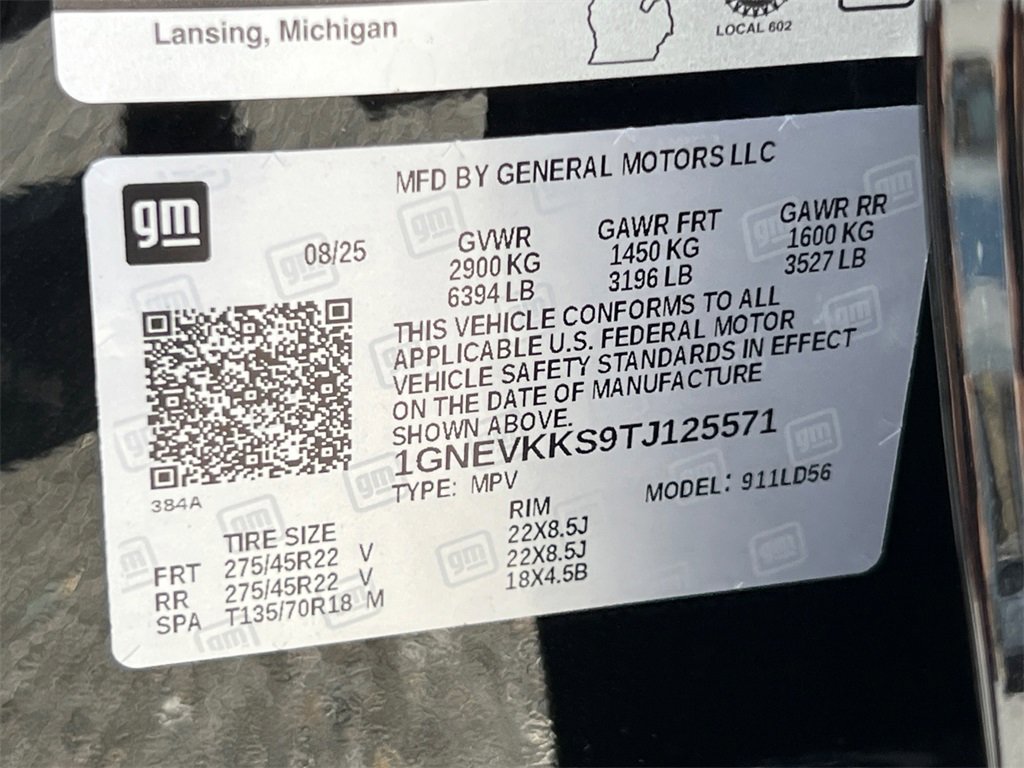 Lansing, Michigan
LOCAL 602
gm
MFD BY GENERAL MOTORS LLC
08/25
GVWR GAWR FRT GAWR RR
2900 KG 1450 KG 1600 KG
6394 LB 3196 LB 3527 LB
THIS VEHICLE CONFORMS TO ALL
APPLICABLE U.S. FEDERAL MOTOR
VEHICLE SAFETY STANDARDS IN EFFECT
ON THE DATE OF MANUFACTURE
SHOWN ABOVE.
1GNEVKKS9TJ125571
TYPE: MPV MODEL: 911LD56
384A
TIRE SIZE RIM
FRT 275/45R22 V 22X8.5J
RR 275/45R22 V 22X8.5J
SPA T135/70R18 M 18X4.5B